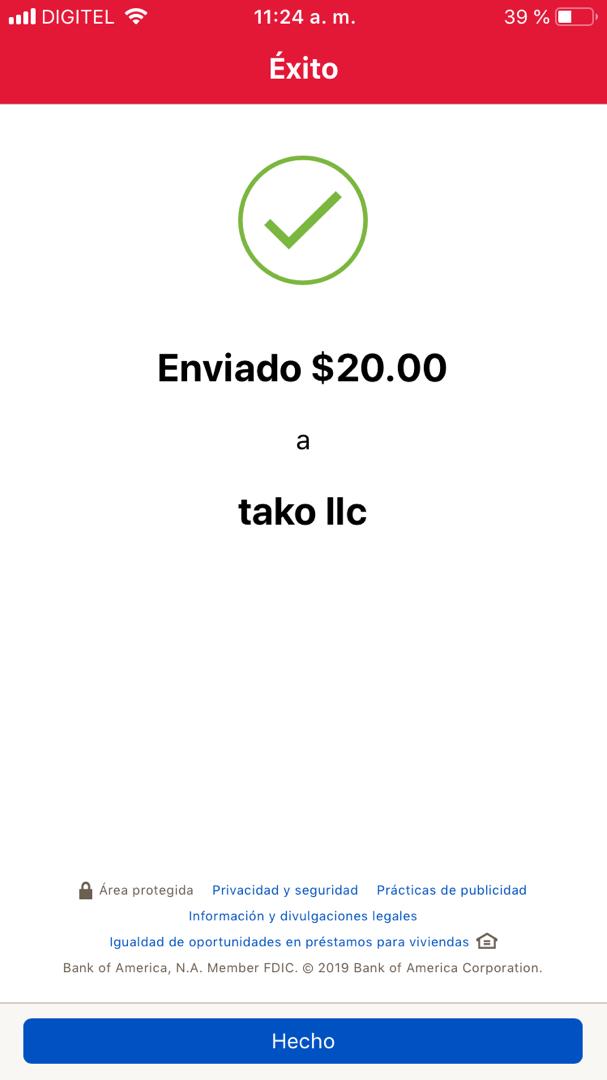 DIGITEL 11:24 a. m. 39 %
Éxito
Enviado $20.00
a
tako llc
Área protegida Privacidad y seguridad Prácticas de publicidad
Información y divulgaciones legales
Igualdad de oportunidades en préstamos para viviendas
Bank of America, N.A. Member FDIC. © 2019 Bank of America Corporation.
Hecho